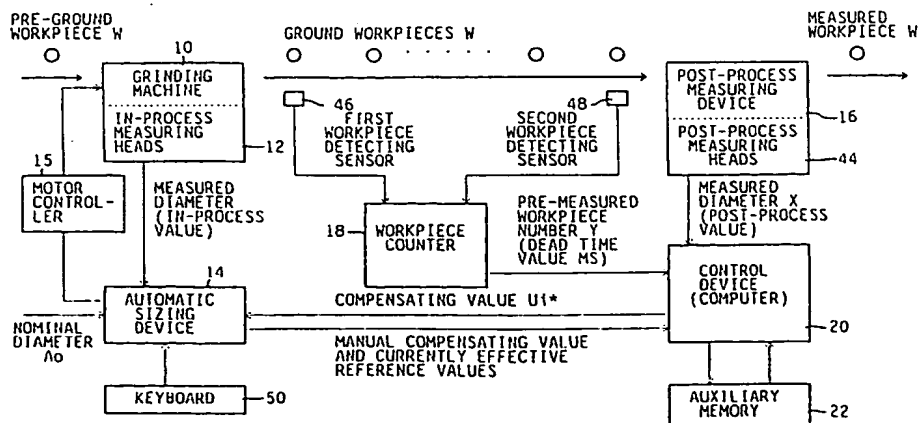 PRE-GROUND
WORKPIECE W
10
GROUND WORKPIECES W
MEASURED
WORKPIECE W
GRINDING
MACHINE
IN-PROCESS
MEASURING
HEADS
12
46
FIRST
WORKPIECE
DETECTING
SENSOR
48
SECOND
WORKPIECE
DETECTING
SENSOR
POST-PROCESS
MEASURING
DEVICE
16
POST-PROCESS
MEASURING
HEADS
44
15
MOTOR
CONTROL-
LER
MEASURED
DIAMETER
(IN-PROCESS
VALUE)
18
WORKPIECE
COUNTER
PRE-MEASURED
WORKPIECE
NUMBER Y
(DEAD TIME
VALUE MS)
MEASURED
DIAMETER X
(POST-PROCESS
VALUE)
14
AUTOMATIC
SIZING
DEVICE
COMPENSATING VALUE Ui*
CONTROL
DEVICE
(COMPUTER)
20
NOMINAL
DIAMETER
Ao
MANUAL COMPENSATING VALUE
AND CURRENTLY EFFECTIVE
REFERENCE VALUES
KEYBOARD
50
AUXILIARY
MEMORY
22